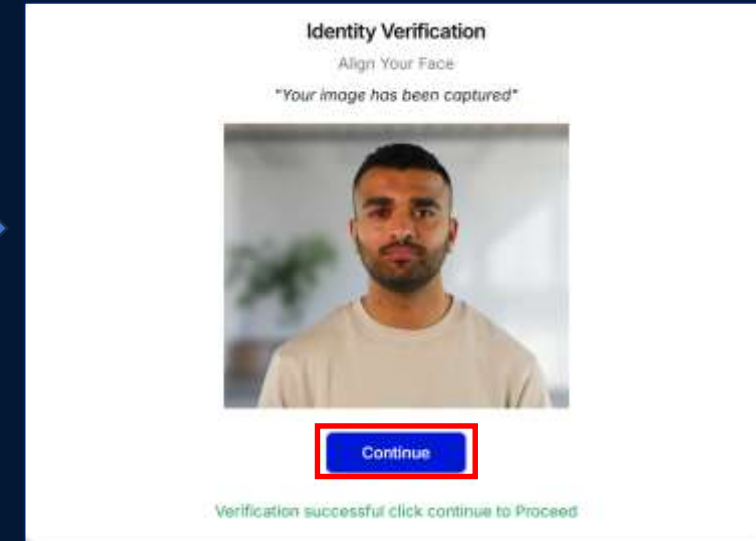 Identity Verification
Align Your Face
"Your image has been captured"
Continue
Verification successful click continue to Proceed